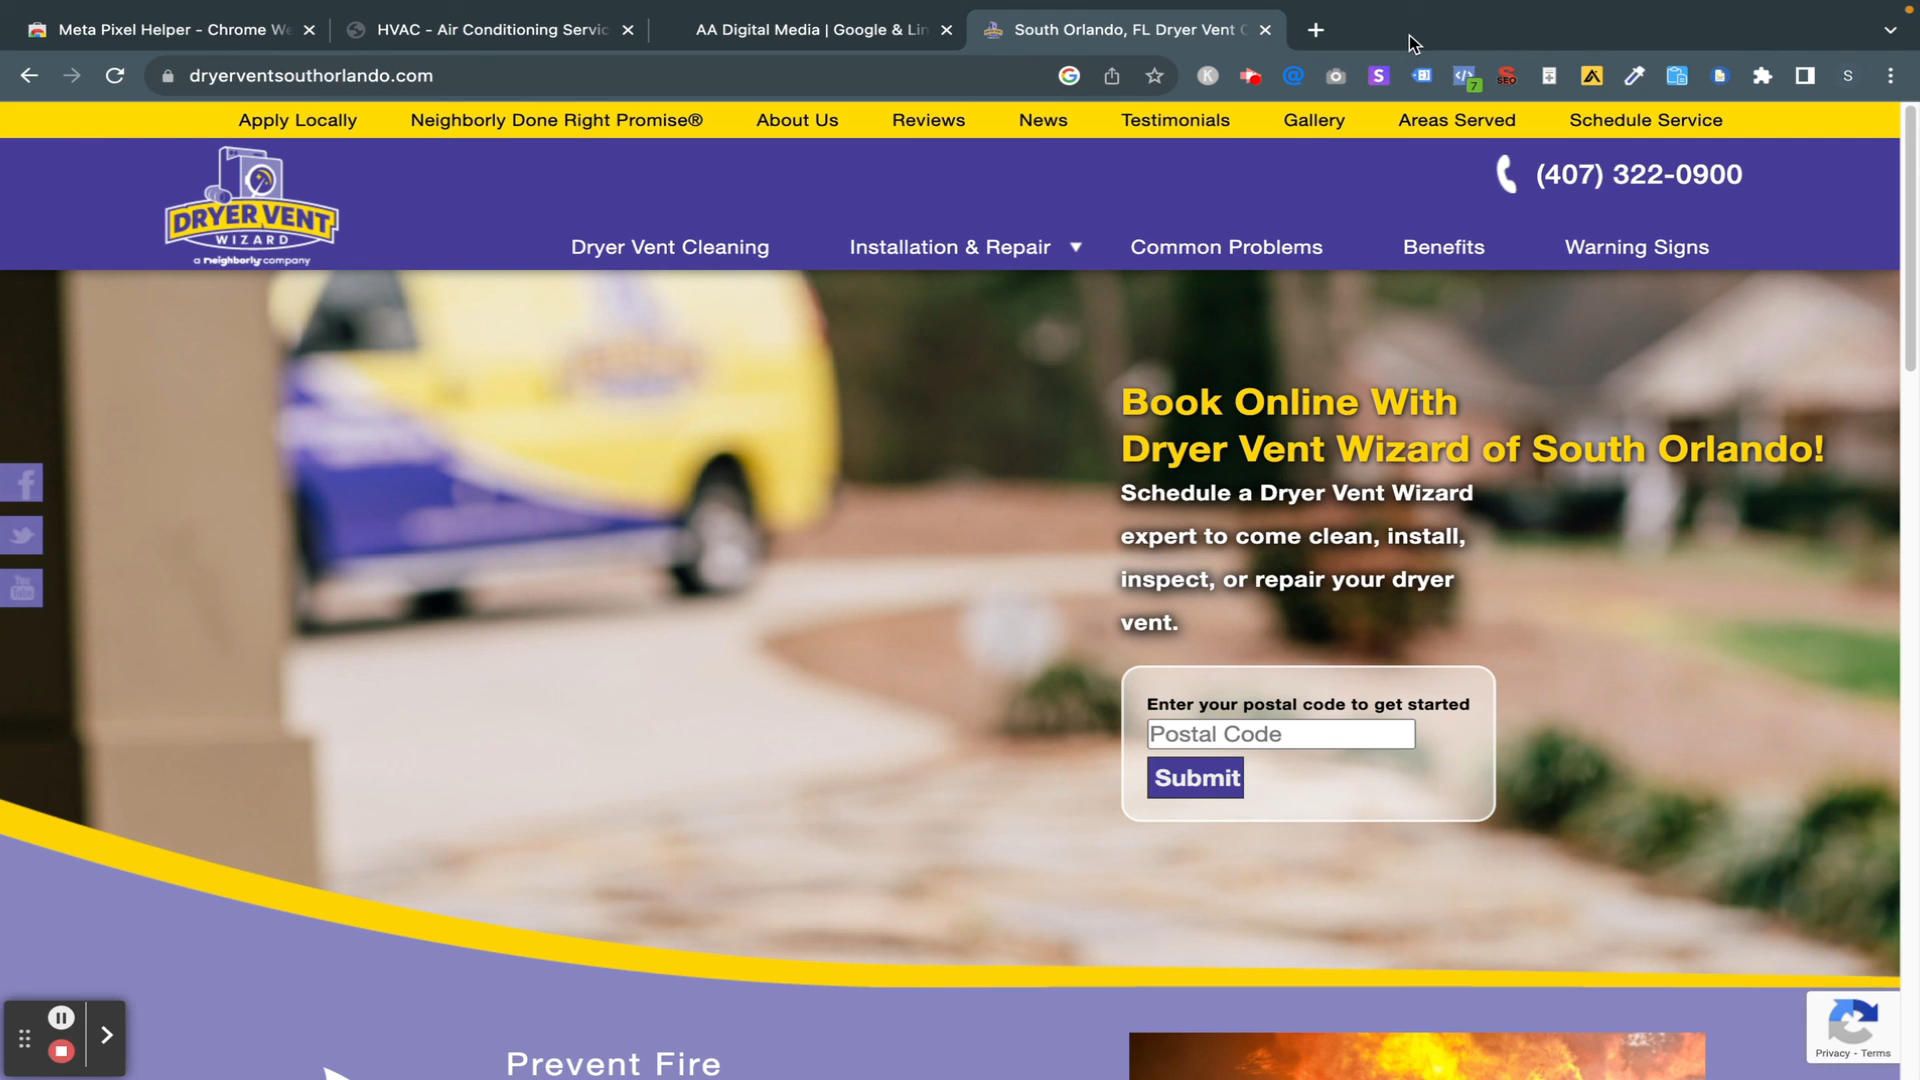 Meta Pixel Helper - Chrome We
HVAC - Air Conditioning Servic
AA Digital Media | Google & Lin
South Orlando, FL Dryer Vent C
dryerventsouthorlando.com
K
S
7
SEO
S
Apply Locally
Neighborly Done Right Promise®
About Us
Reviews
News
Testimonials
Gallery
Areas Served
Schedule Service
DRYER VENT
WIZARD
a neighborly company
(407) 322-0900
Dryer Vent Cleaning
Installation & Repair
Common Problems
Benefits
Warning Signs
Book Online With
Dryer Vent Wizard of South Orlando!
Schedule a Dryer Vent Wizard
expert to come clean, install,
inspect, or repair your dryer
vent.
You
Tube
Enter your postal code to get started
Postal Code
Submit
Prevent Fire
Privacy - Terms